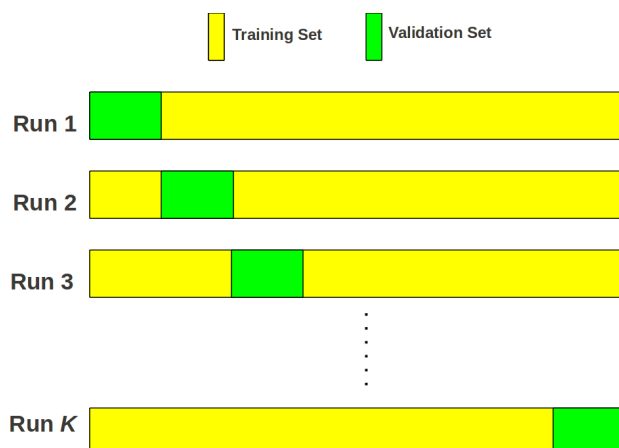 Training Set
Validation Set
Run 1
Run 2
Run 3
Run K